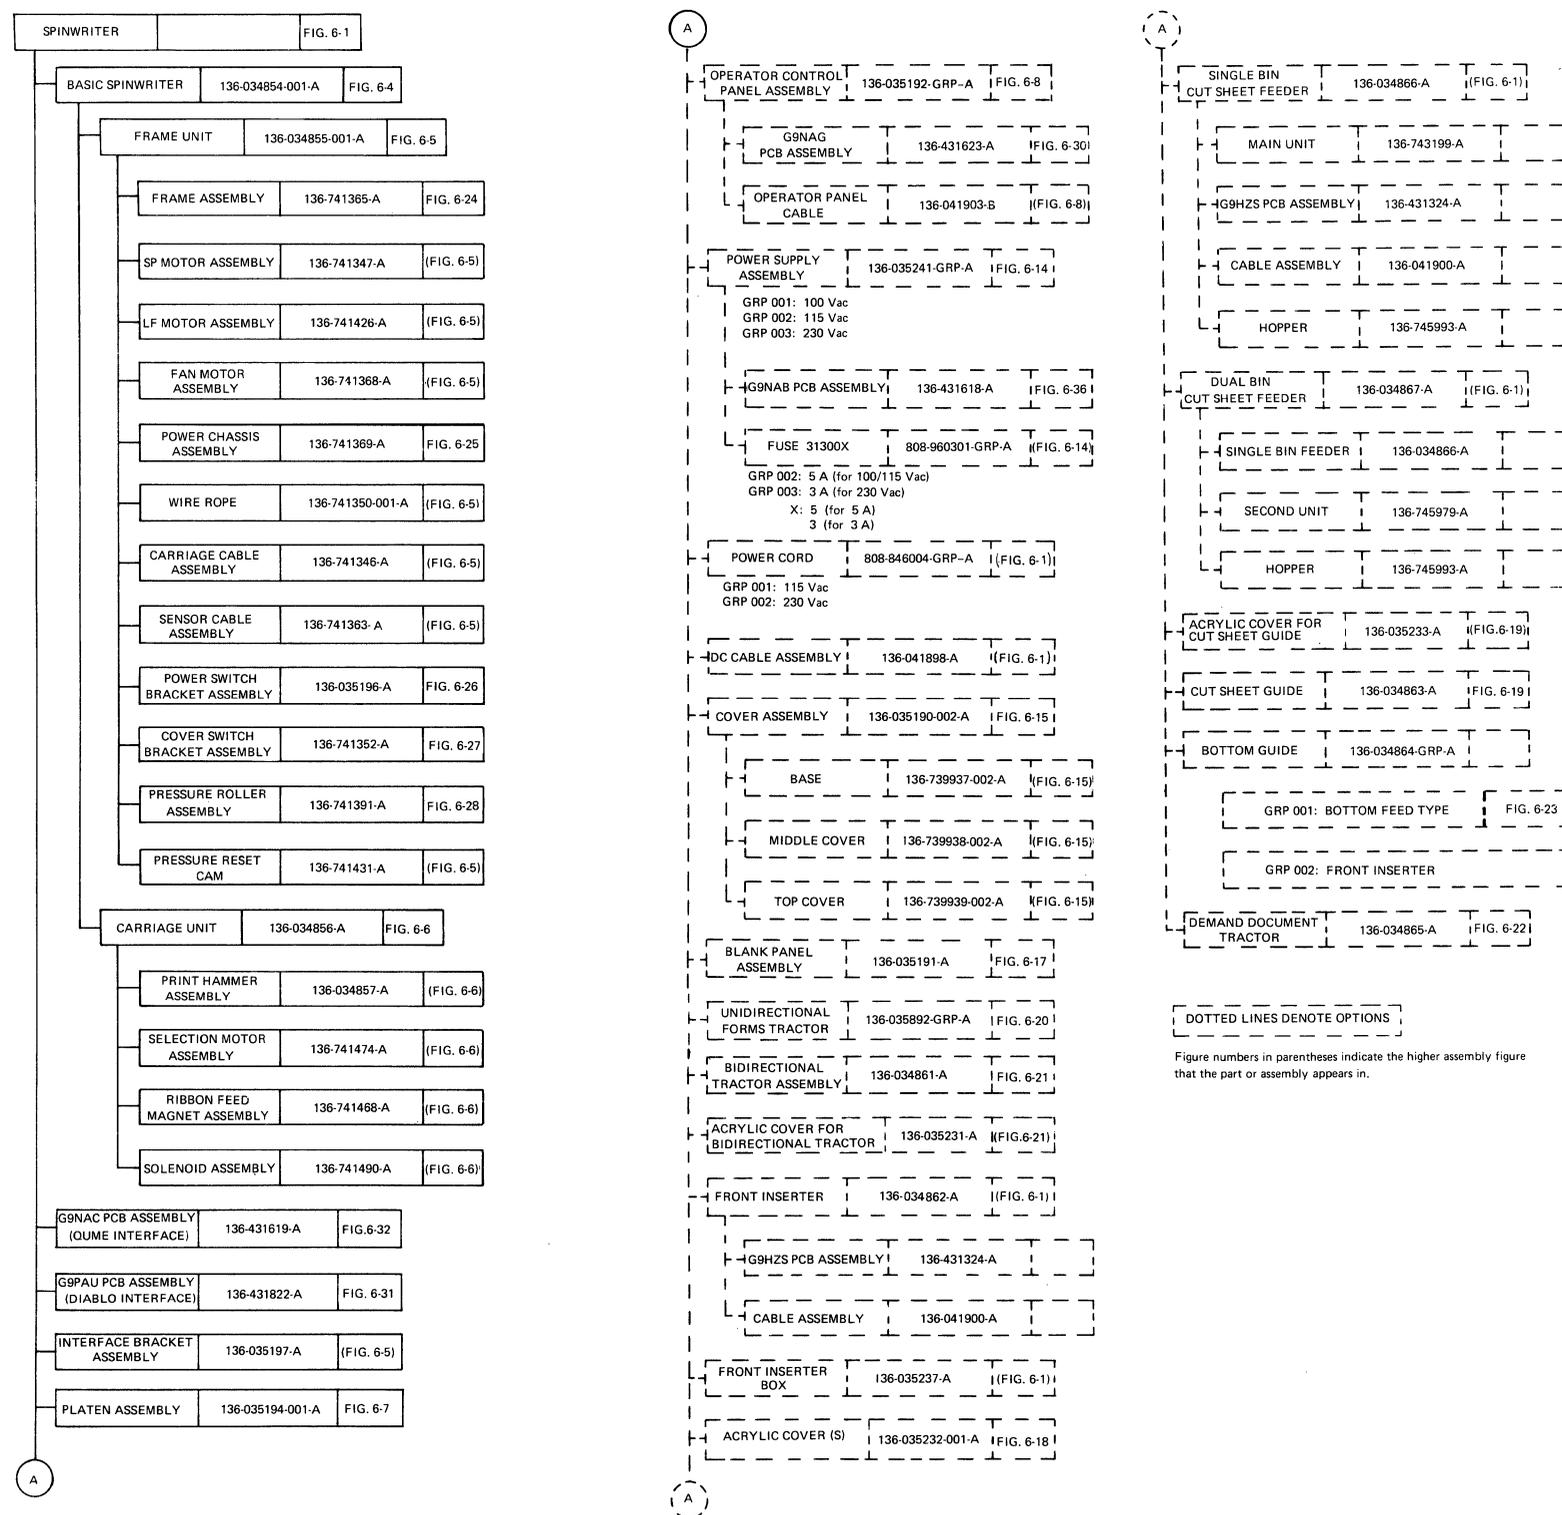 SPINWRITER FIG. 6-1
BASIC SPINWRITER 136-034854-001-A FIG. 6-4
FRAME UNIT 136-034855-001-A FIG. 6-5
FRAME ASSEMBLY 136-741365-A FIG. 6-24
SP MOTOR ASSEMBLY 136-741347-A (FIG. 6-5)
LF MOTOR ASSEMBLY 136-741426-A (FIG. 6-5)
FAN MOTOR
ASSEMBLY 136-741368-A (FIG. 6-5)
POWER CHASSIS
ASSEMBLY 136-741369-A FIG. 6-25
WIRE ROPE 136-741350-001-A (FIG. 6-5)
CARRIAGE CABLE
ASSEMBLY 136-741346-A (FIG. 6-5)
SENSOR CABLE
ASSEMBLY 136-741363-A (FIG. 6-5)
POWER SWITCH
BRACKET ASSEMBLY 136-035196-A FIG. 6-26
COVER SWITCH
BRACKET ASSEMBLY 136-741352-A FIG. 6-27
PRESSURE ROLLER
ASSEMBLY 136-741391-A FIG. 6-28
PRESSURE RESET
CAM 136-741431-A (FIG. 6-5)
CARRIAGE UNIT 136-034856-A FIG. 6-6
PRINT HAMMER
ASSEMBLY 136-034857-A (FIG. 6-6)
SELECTION MOTOR
ASSEMBLY 136-741474-A (FIG. 6-6)
RIBBON FEED
MAGNET ASSEMBLY 136-741468-A (FIG. 6-6)
SOLENOID ASSEMBLY 136-741490-A (FIG. 6-6)
G9NAC PCB ASSEMBLY
(QUME INTERFACE) 136-431619-A FIG.6-32
G9PAU PCB ASSEMBLY
(DIABLO INTERFACE) 136-431822-A FIG. 6-31
INTERFACE BRACKET
ASSEMBLY 136-035197-A (FIG. 6-5)
PLATEN ASSEMBLY 136-035194-001-A FIG. 6-7
A
A
OPERATOR CONTROL
PANEL ASSEMBLY 136-035192-GRP-A FIG. 6-8
G9NAG
PCB ASSEMBLY 136-431623-A FIG. 6-30
OPERATOR PANEL
CABLE 136-041903-B (FIG. 6-8)
POWER SUPPLY
ASSEMBLY 136-035241-GRP-A FIG. 6-14
GRP 001: 100 Vac
GRP 002: 115 Vac
GRP 003: 230 Vac
G9NAB PCB ASSEMBLY 136-431618-A FIG. 6-36
FUSE 31300X 808-960301-GRP-A (FIG. 6-14)
GRP 002: 5 A (for 100/115 Vac)
GRP 003: 3 A (for 230 Vac)
X: 5 (for 5 A)
3 (for 3 A)
POWER CORD 808-846004-GRP-A (FIG. 6-1)
GRP 001: 115 Vac
GRP 002: 230 Vac
DC CABLE ASSEMBLY 136-041898-A (FIG. 6-1)
COVER ASSEMBLY 136-035190-002-A FIG. 6-15
BASE 136-739937-002-A (FIG. 6-15)
MIDDLE COVER 136-739938-002-A (FIG. 6-15)
TOP COVER 136-739939-002-A (FIG. 6-15)
BLANK PANEL
ASSEMBLY 136-035191-A FIG. 6-17
UNIDIRECTIONAL
FORMS TRACTOR 136-035892-GRP-A FIG. 6-20
BIDIRECTIONAL
TRACTOR ASSEMBLY 136-034861-A FIG. 6-21
ACRYLIC COVER FOR
BIDIRECTIONAL TRACTOR 136-035231-A (FIG.6-21)
FRONT INSERTER 136-034862-A (FIG. 6-1)
G9HZS PCB ASSEMBLY 136-431324-A
CABLE ASSEMBLY 136-041900-A
FRONT INSERTER
BOX 136-035237-A (FIG. 6-1)
ACRYLIC COVER (S) 136-035232-001-A FIG. 6-18
A
A
SINGLE BIN
CUT SHEET FEEDER 136-034866-A (FIG. 6-1)
MAIN UNIT 136-743199-A
G9HZS PCB ASSEMBLY 136-431324-A
CABLE ASSEMBLY 136-041900-A
HOPPER 136-745993-A
DUAL BIN
CUT SHEET FEEDER 136-034867-A (FIG. 6-1)
SINGLE BIN FEEDER 136-034866-A
SECOND UNIT 136-745979-A
HOPPER 136-745993-A
ACRYLIC COVER FOR
CUT SHEET GUIDE 136-035233-A (FIG.6-19)
CUT SHEET GUIDE 136-034863-A FIG. 6-19
BOTTOM GUIDE 136-034864-GRP-A
GRP 001: BOTTOM FEED TYPE FIG. 6-23
GRP 002: FRONT INSERTER
DEMAND DOCUMENT
TRACTOR 136-034865-A FIG. 6-22
DOTTED LINES DENOTE OPTIONS
Figure numbers in parentheses indicate the higher assembly figure
that the part or assembly appears in.